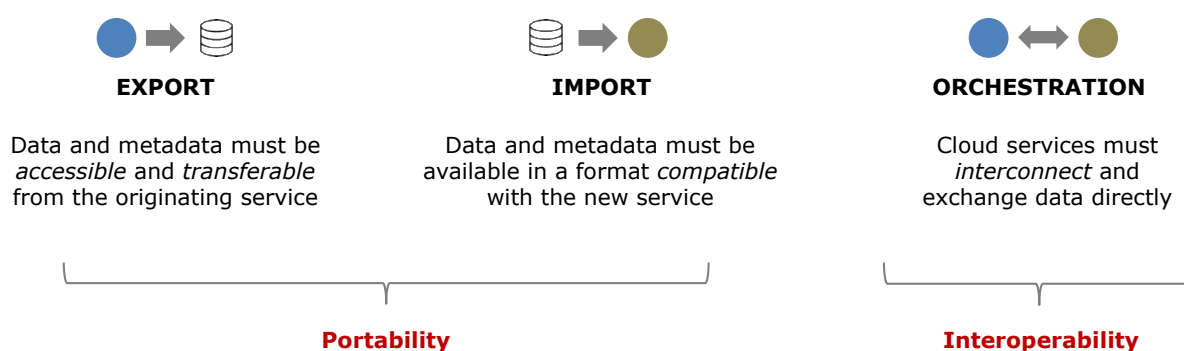 EXPORT
Data and metadata must be
accessible and transferable
from the originating service
IMPORT
Data and metadata must be
available in a format compatible
with the new service
ORCHESTRATION
Cloud services must
interconnect and
exchange data directly
Portability
Interoperability